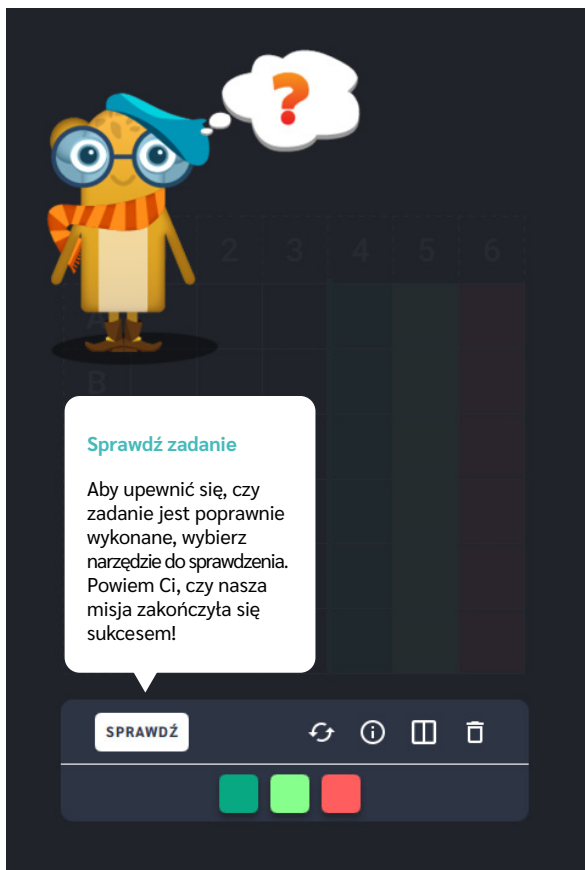 ?
2 3 4 5 6
A
B
Sprawdź zadanie
Aby upewnić się, czy
zadanie jest poprawnie
wykonane, wybierz
narzędzie do sprawdzenia.
Powiem Ci, czy nasza
misja zakończyła się
sukcesem!
SPRAWDŹ